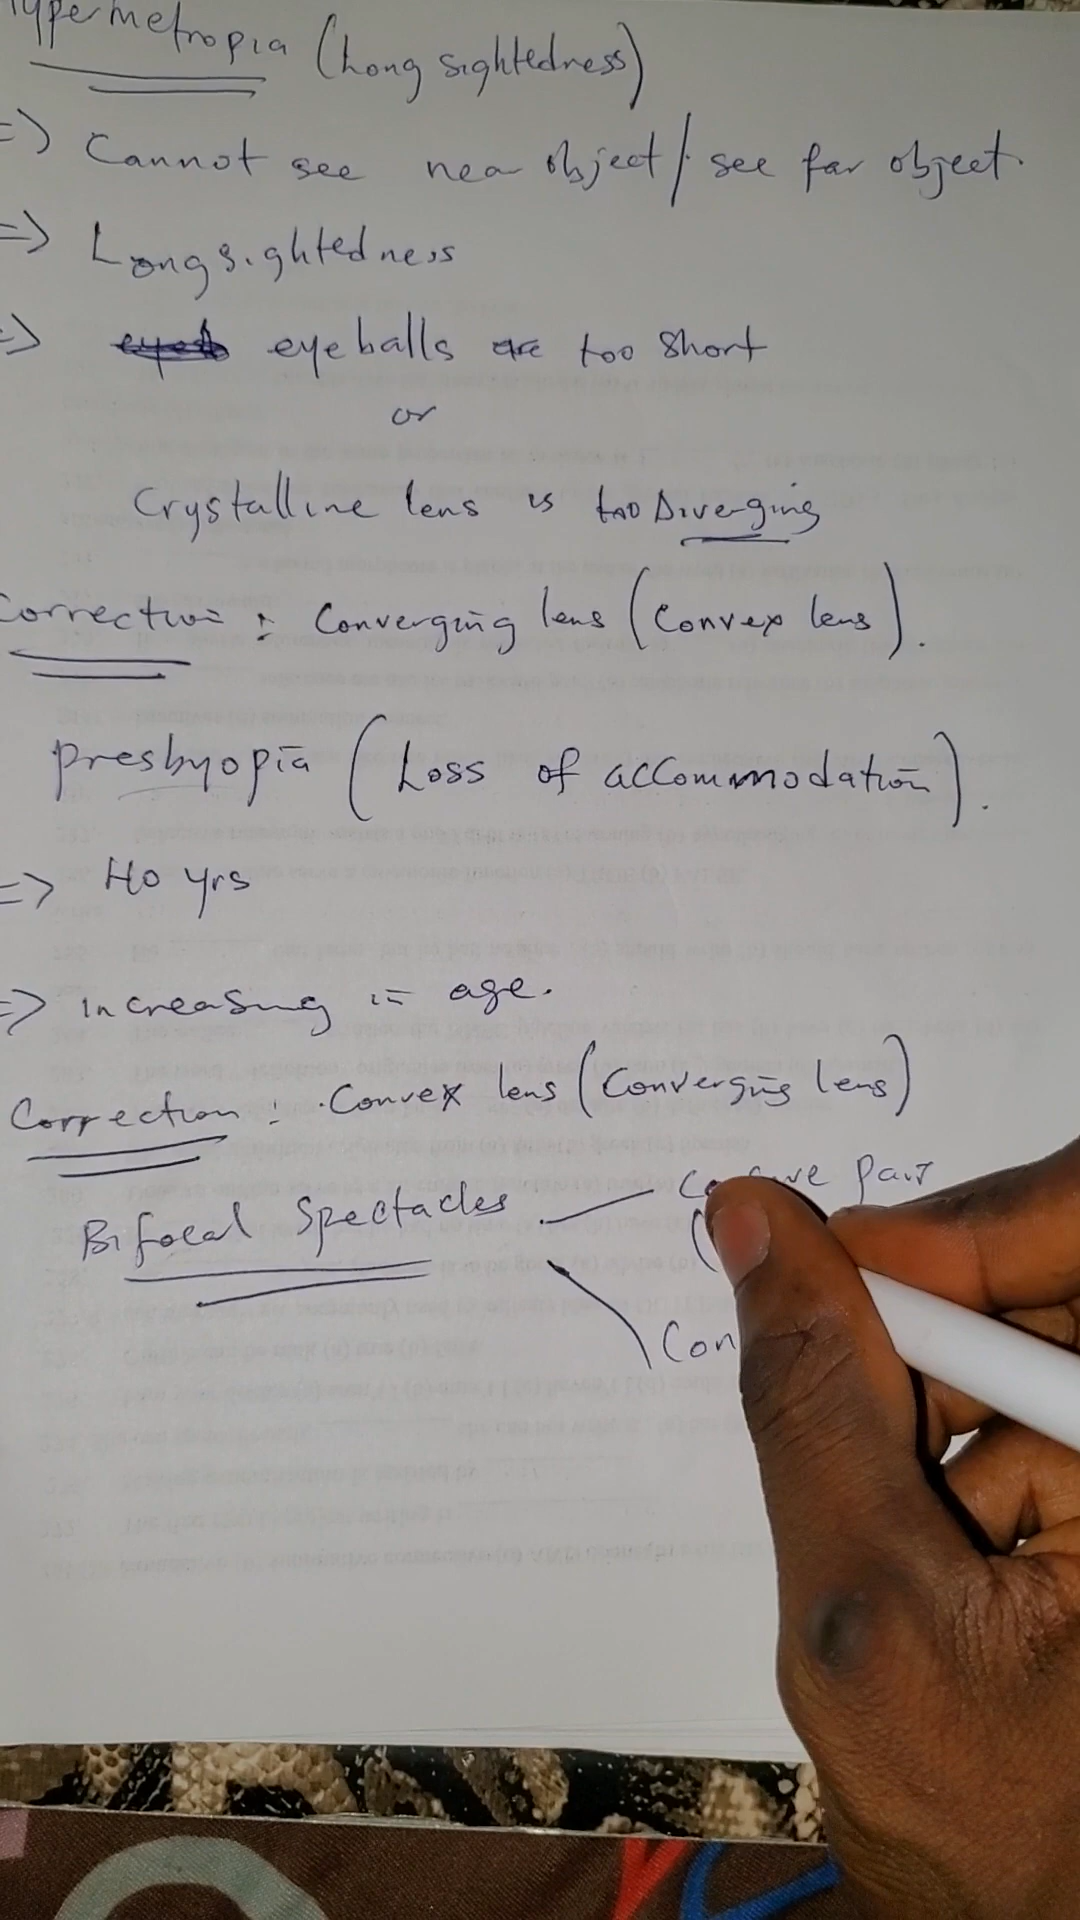 Hypermetropia (Long sightedness)
=> Cannot see near object / see far object.
=> Longsightedness
=> eyeballs are too short
or
Crystalline lens is too Diverging
Correction : Converging lens (Convex lens).
Presbyopia (Loss of accommodation).
=> 40 yrs
=> increasing in age.
Correction : Convex lens (Converging lens)
Bifocal Spectacles
part
Con